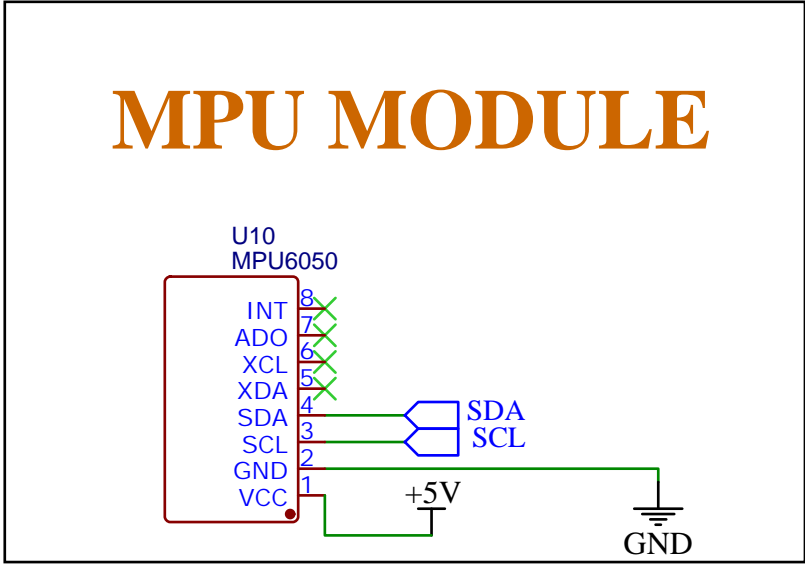 MPU MODULE
U10
MPU6050
INT 8
ADO 7
XCL 6
XDA 5
SDA 4 SDA
SCL 3 SCL
GND 2
VCC 1
+5V
GND